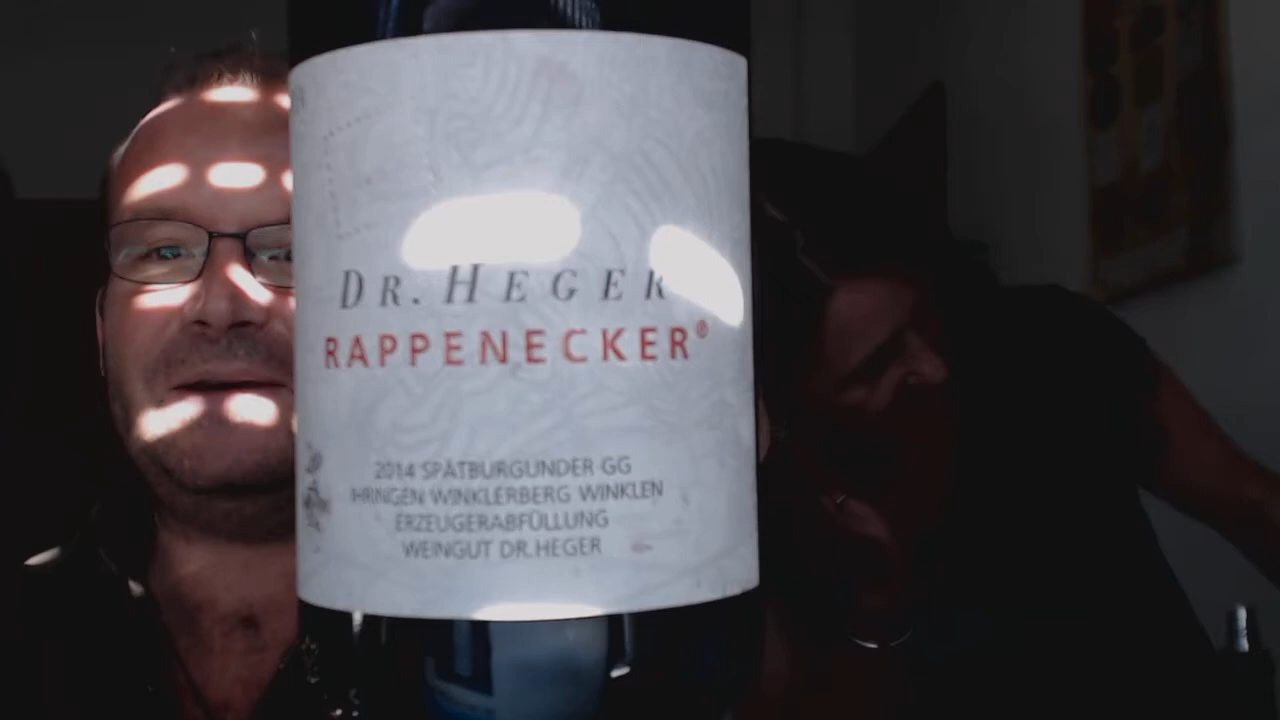 DR. HEGER
RAPPENECKER®
2014 SPÄTBURGUNDER GG
IHRINGEN WINKLERBERG WINKLEN
ERZEUGERABFÜLLUNG
WEINGUT DR.HEGER